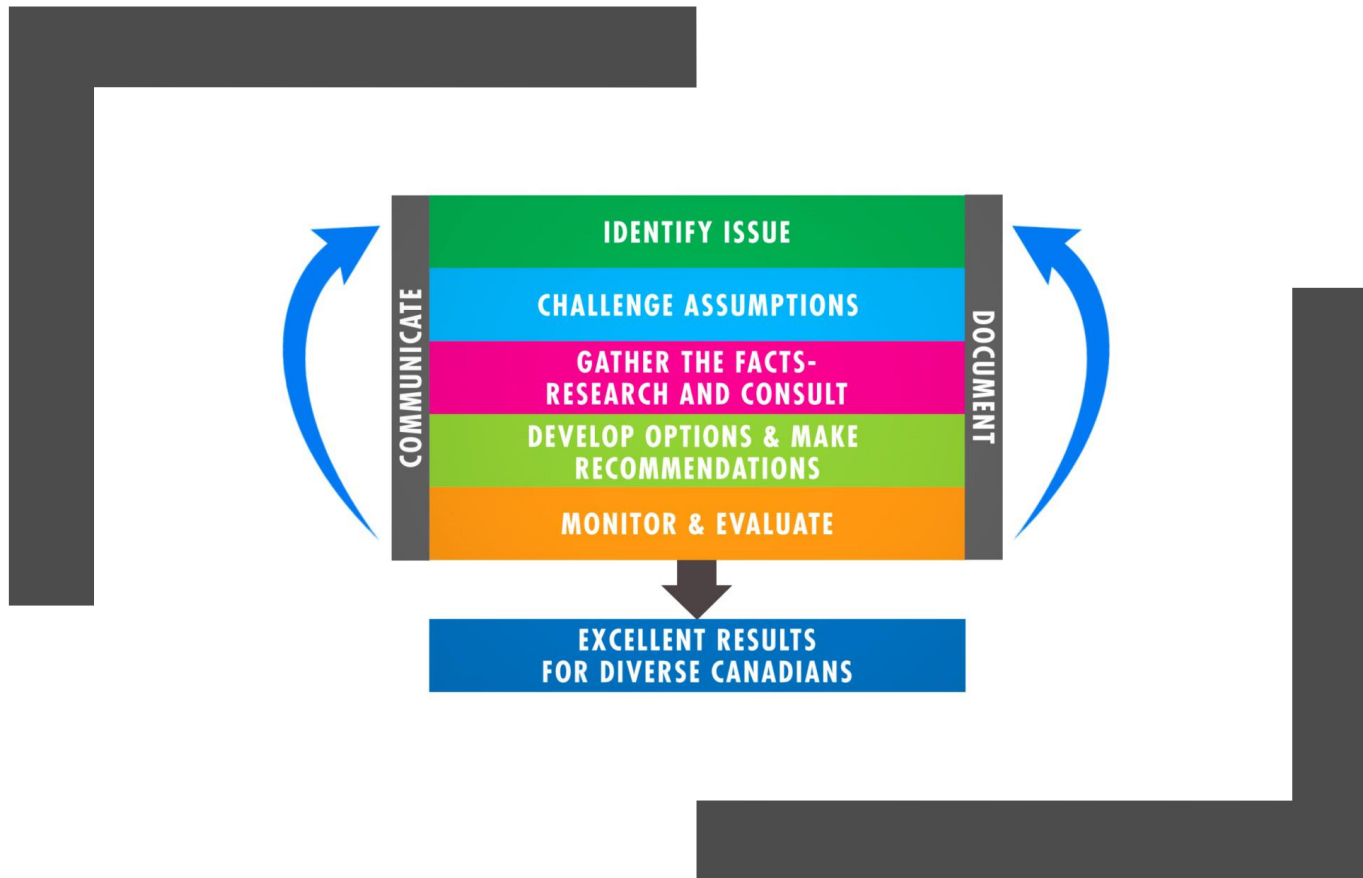 IDENTIFY ISSUE
CHALLENGE ASSUMPTIONS
GATHER THE FACTS-
RESEARCH AND CONSULT
DEVELOP OPTIONS & MAKE
RECOMMENDATIONS
MONITOR & EVALUATE
COMMUNICATE
DOCUMENT
EXCELLENT RESULTS
FOR DIVERSE CANADIANS